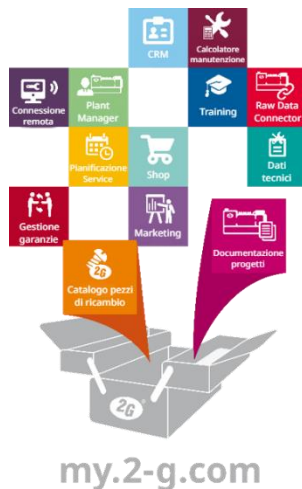 CRM
Calcolatore
manutenzione
Connessione
remota
Plant
Manager
Training
Raw Data
Connector
Pianificazione
Service
Shop
Dati
tecnici
Gestione
garanzie
Marketing
2G
Catalogo pezzi
di ricambio
Documentazione
progetti
2G
my.2-g.com